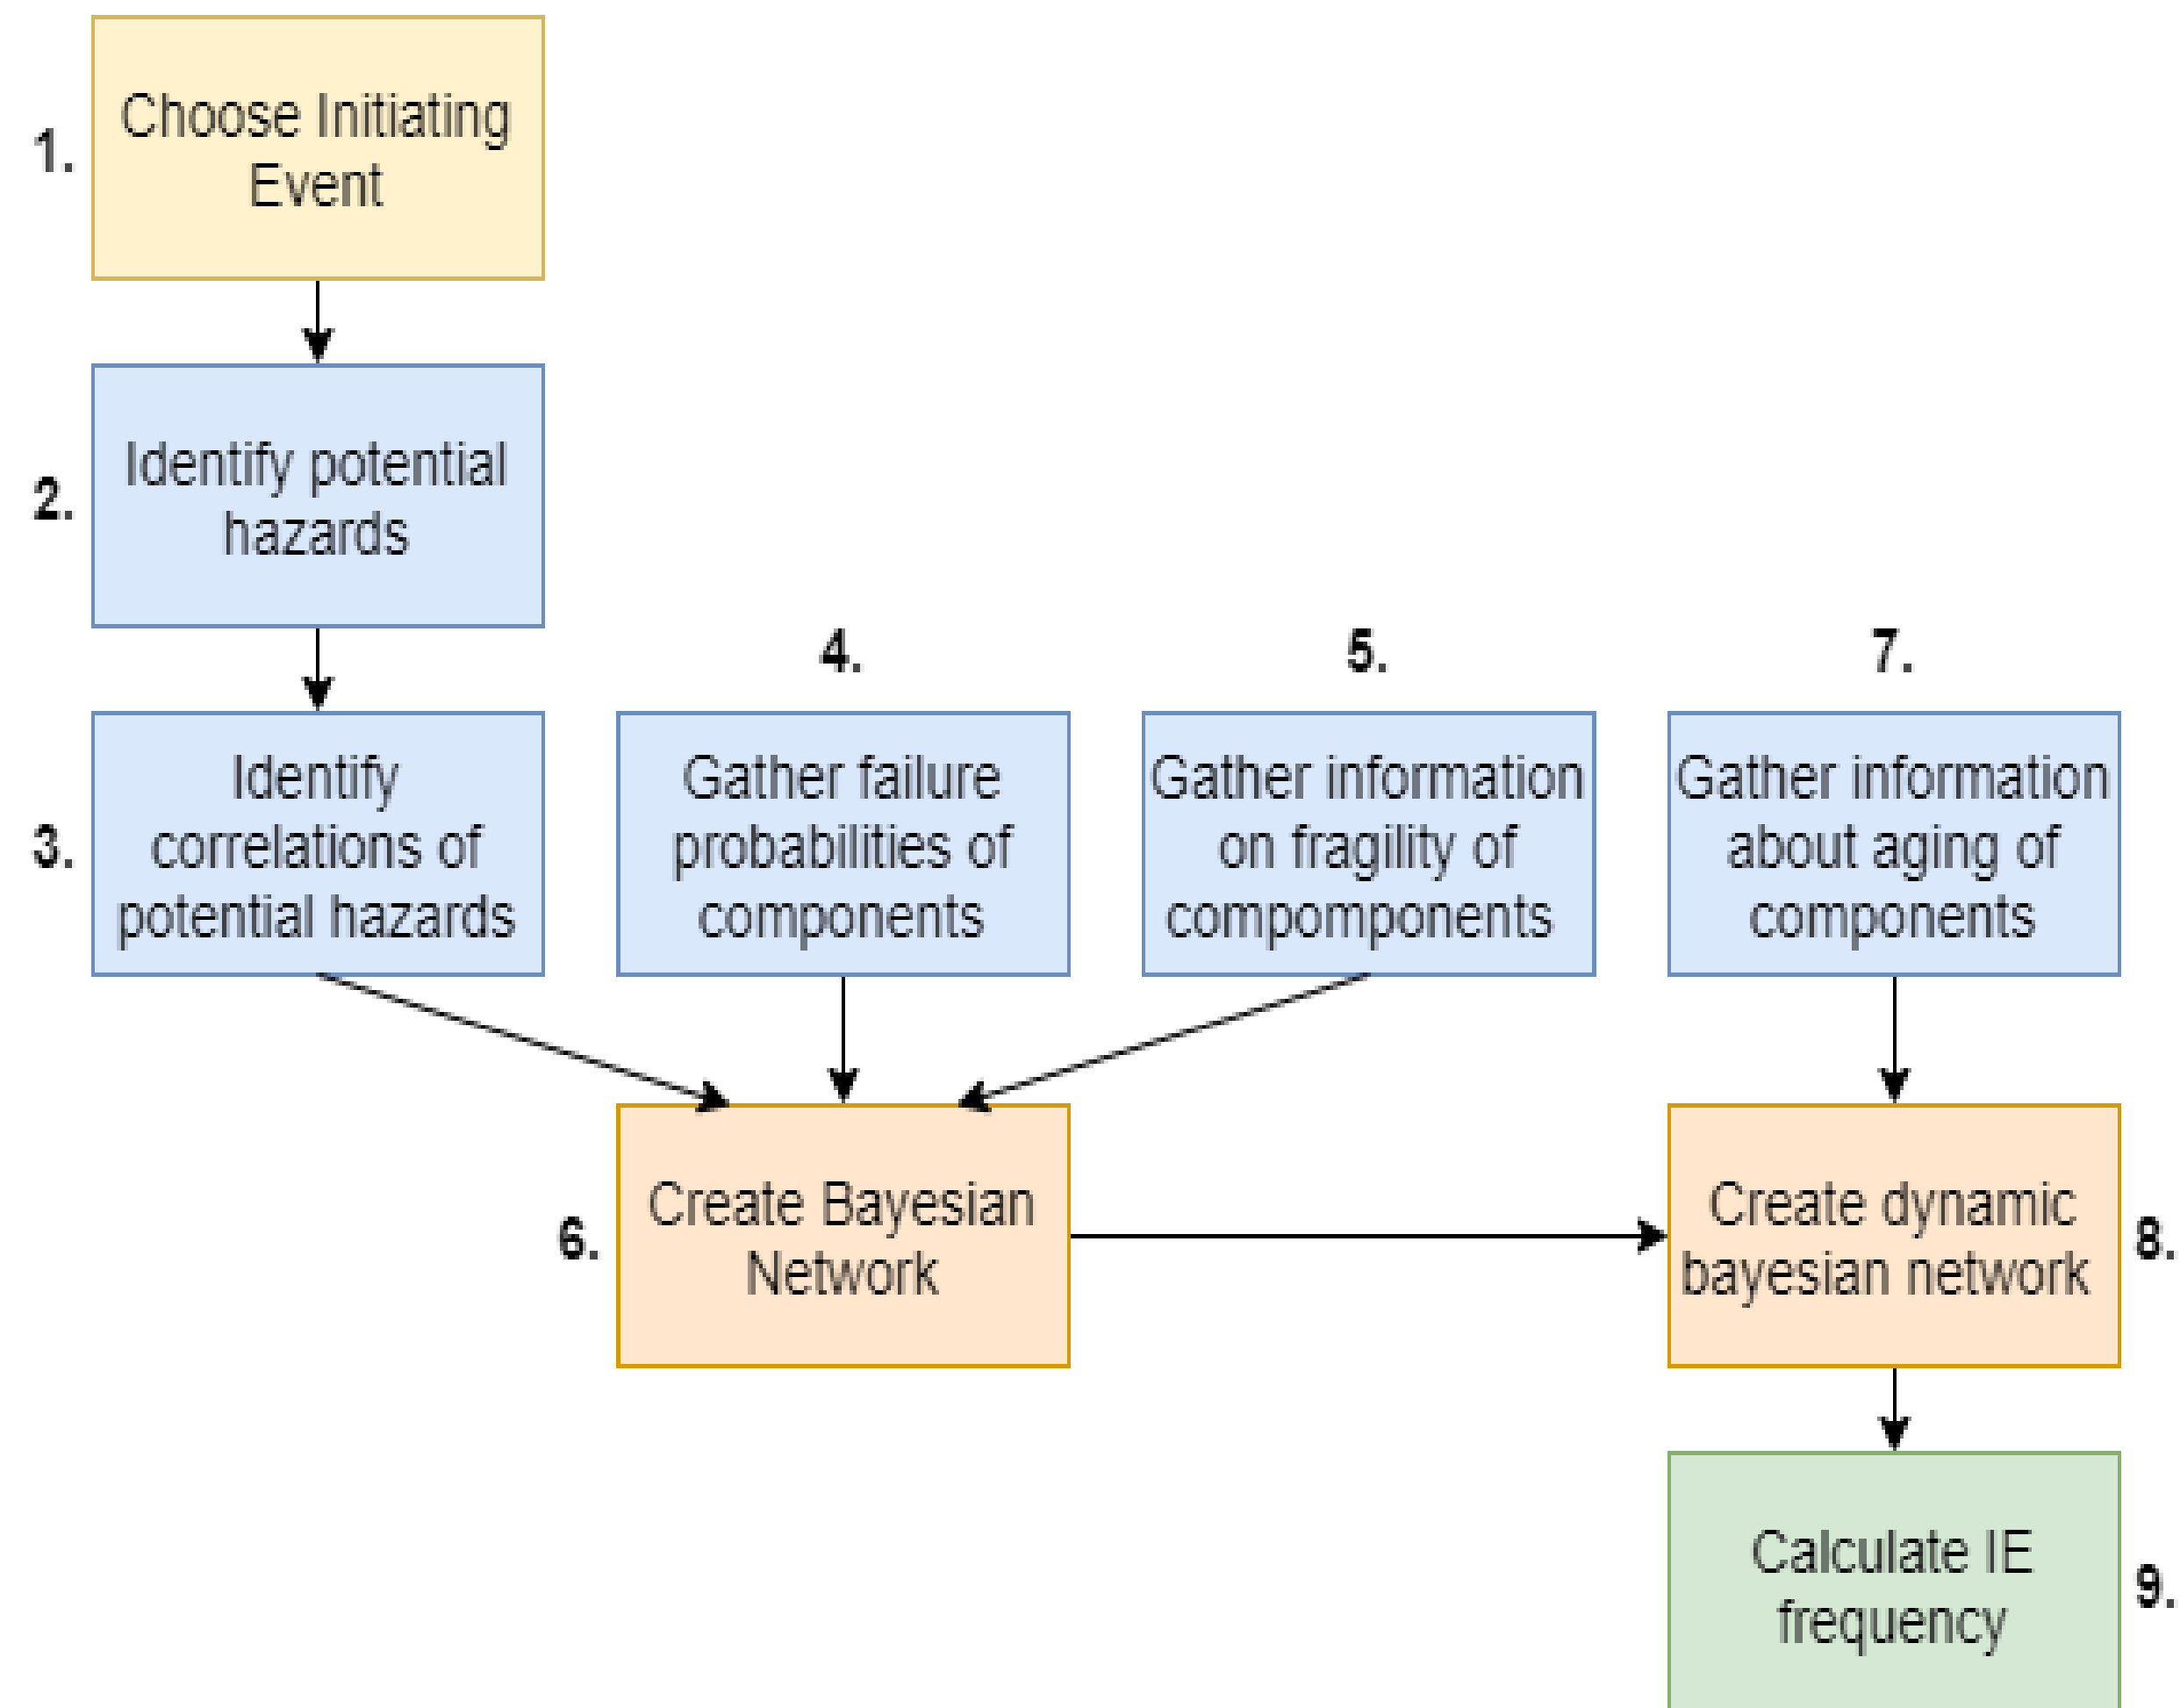 1.
Choose Initiating
Event
2.
Identify potential
hazards
3.
Identify
correlations of
potential hazards
4.
Gather failure
probabilities of
components
5.
Gather information
on fragility of
compomponents
6.
Create Bayesian
Network
7.
Gather information
about aging of
components
8.
Create dynamic
bayesian network
9.
Calculate IE
frequency